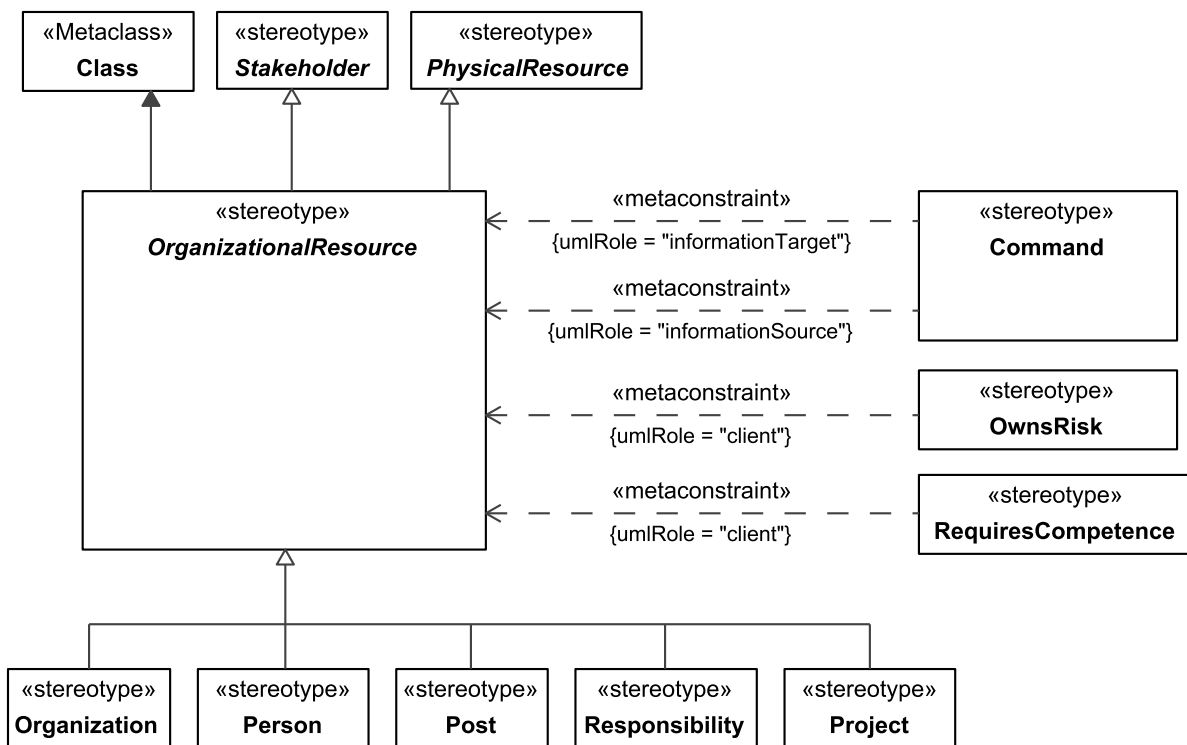 «Metaclass»
Class
«stereotype»
Stakeholder
«stereotype»
PhysicalResource
«stereotype»
OrganizationalResource
«metaconstraint»
{umlRole = "informationTarget"}
«metaconstraint»
{umlRole = "informationSource"}
«stereotype»
Command
«metaconstraint»
{umlRole = "client"}
«stereotype»
OwnsRisk
«metaconstraint»
{umlRole = "client"}
«stereotype»
RequiresCompetence
«stereotype»
Organization
«stereotype»
Person
«stereotype»
Post
«stereotype»
Responsibility
«stereotype»
Project